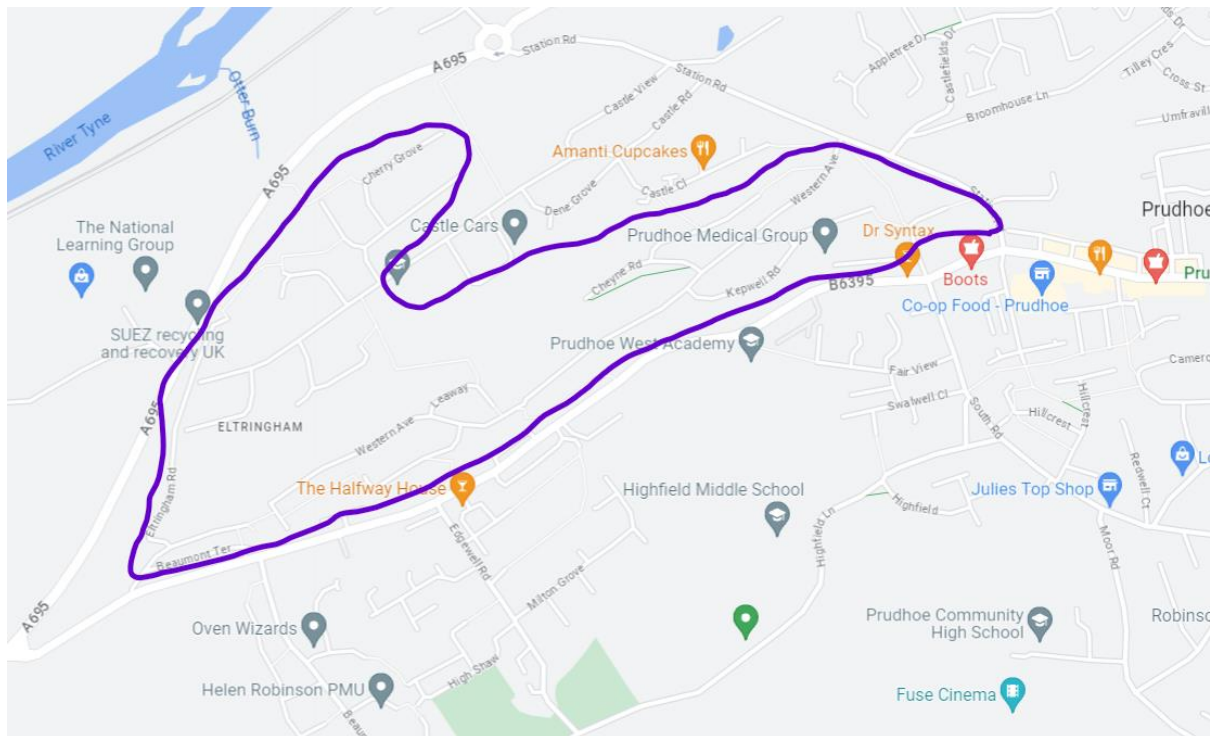 Appletree Dr
Castlefields Dr
Tilley Cres
Cross St
Station Rd
A695
Otter Burn
River Tyne
Castle View
Station Rd
Castle Rd
Broomhouse Ln
Umfravill
Amanti Cupcakes
Cherry Grove
A695
Castle Cl
Western Ave
Dene Grove
Stati
Prudhoe
The National
Learning Group
Castle Cars
Prudhoe Medical Group
Dr Syntax
Cheyne Rd
Kepwell Rd
B6395
Boots
Pru
Co-op Food - Prudhoe
SUEZ recycling
and recovery UK
Prudhoe West Academy
Fair View
Camero
Leaway
Swalwell Cl
Hillcrest
A695
ELTRINGHAM
Western Ave
South Rd
Hillcrest
Redwell Ct
Lo
The Halfway House
Highfield Middle School
Julies Top Shop
Eltringham Rd
Highfield
Highfield Ln
Beaumont Ter
Edgewell Rd
Moor Rd
Milton Grove
A695
Oven Wizards
Prudhoe Community
High School
Robinso
High Shaw
Helen Robinson PMU
Fuse Cinema
Beau